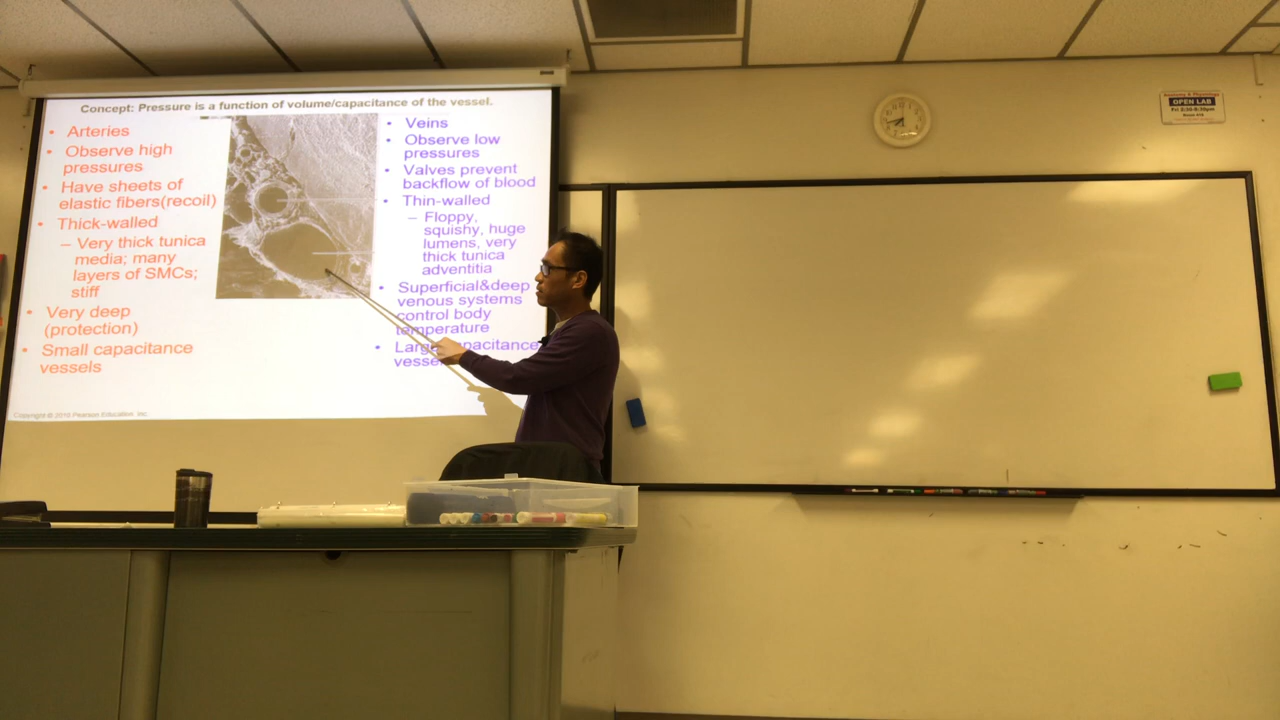 Concept: Pressure is a function of volume/capacitance of the vessel.
• Arteries
• Observe high
pressures
• Have sheets of
elastic fibers(recoil)
• Thick-walled
– Very thick tunica
media; many
layers of SMCs;
stiff
• Very deep
(protection)
• Small capacitance
vessels
• Veins
• Observe low
pressures
• Valves prevent
backflow of blood
• Thin-walled
– Floppy,
squishy, huge
lumens, very
thick tunica
adventitia
• Superficial&deep
venous systems
control body
temperature
• Large capacitance
Copyright © 2016 Pearson Education, Inc.
Anatomy & Physiology
OPEN LAB